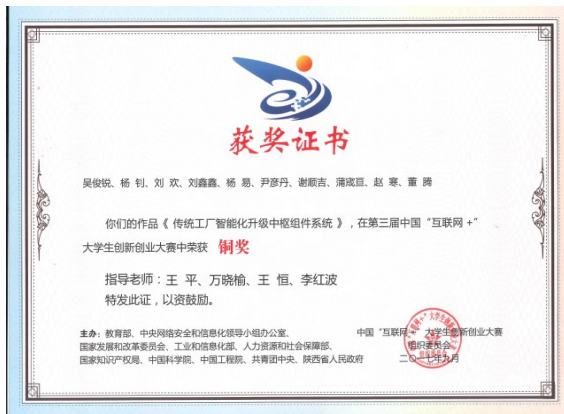 获奖证书
吴俊锐、杨 钊、刘 欢、刘鑫鑫、杨 易、尹彦丹、谢顺吉、蒲宬亘、赵 寒、董 腾
你们的作品《 传统工厂智能化升级中枢组件系统 》，在第三届中国“互联网+”
大学生创新创业大赛中荣获 铜奖
指导老师：王 平、万晓榆、王 恒、李红波
特发此证，以资鼓励。
主办：教育部、中央网络安全和信息化领导小组办公室、
国家发展和改革委员会、工业和信息化部、人力资源和社会保障部、
国家知识产权局、中国科学院、中国工程院、共青团中央、陕西省人民政府
中国“互联网+”大学生创新创业大赛
组织委员会
二〇一七年九月